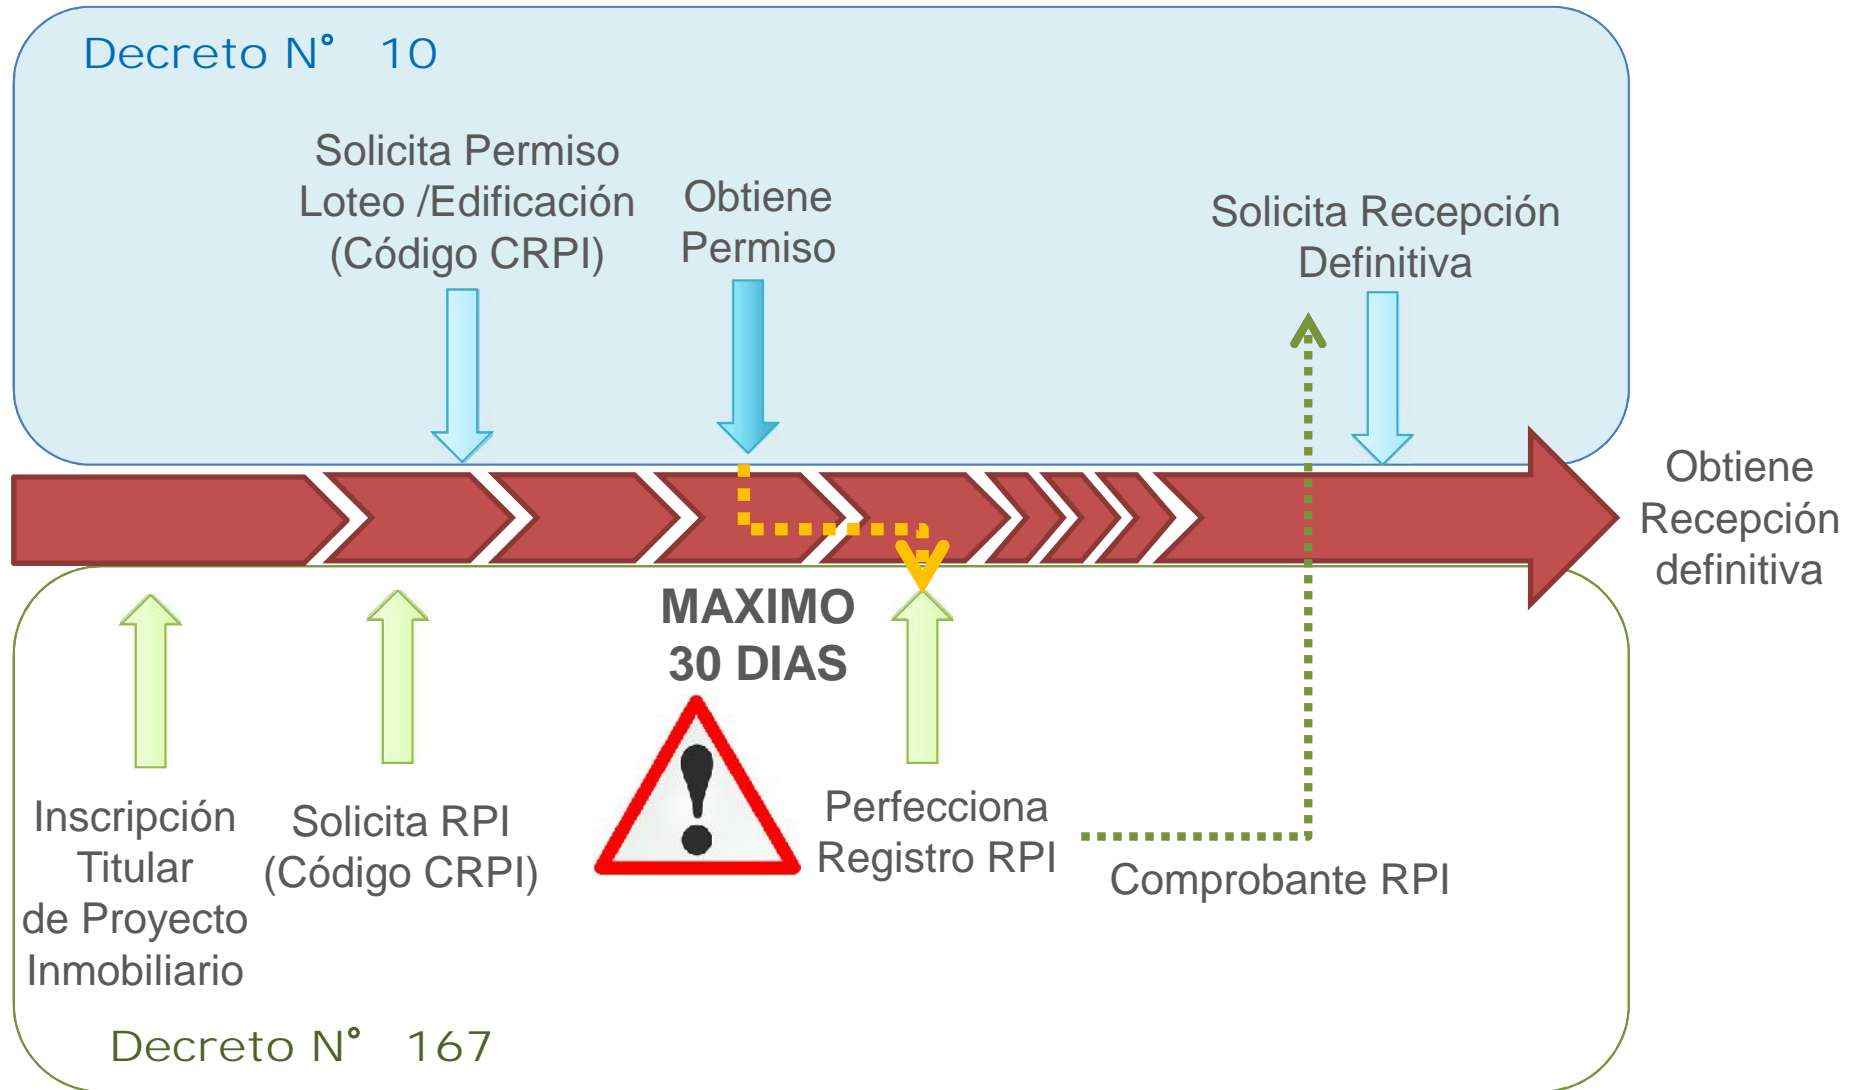 Decreto N° 10
Solicita Permiso
Loteo /Edificación
(Código CRPI)
Obtiene
Permiso
Solicita Recepción
Definitiva
Obtiene
Recepción
definitiva
MAXIMO
30 DIAS
Inscripción
Titular
de Proyecto
Inmobiliario
Solicita RPI
(Código CRPI)
Perfecciona
Registro RPI
Comprobante RPI
Decreto N° 167